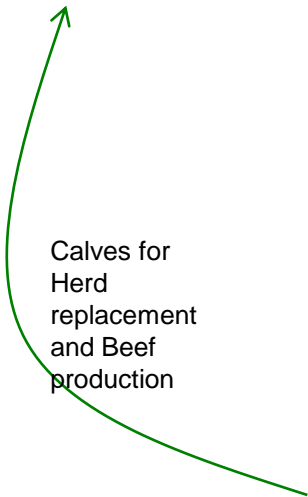 Calves for
Herd
replacement
and Beef
production